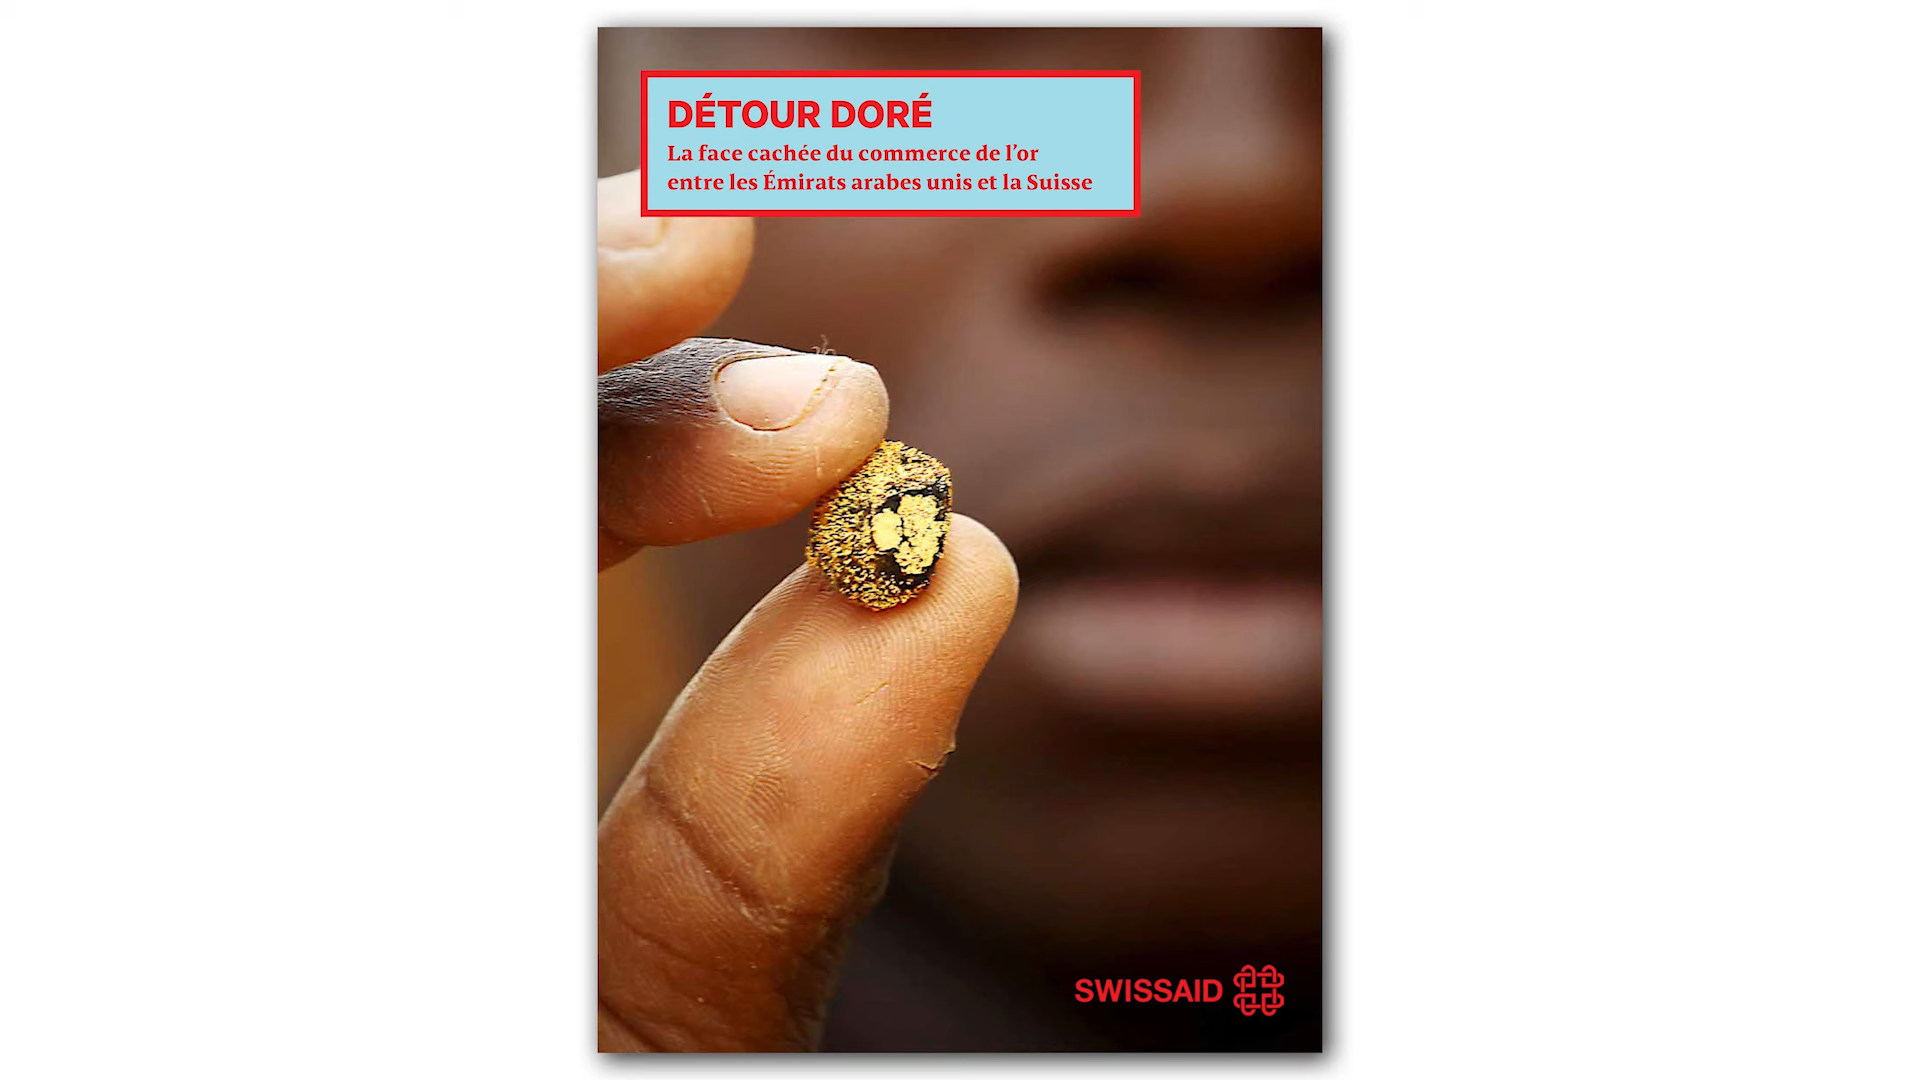 DÉTOUR DORÉ
La face cachée du commerce de l’or
entre les Émirats arabes unis et la Suisse
SWISSAID